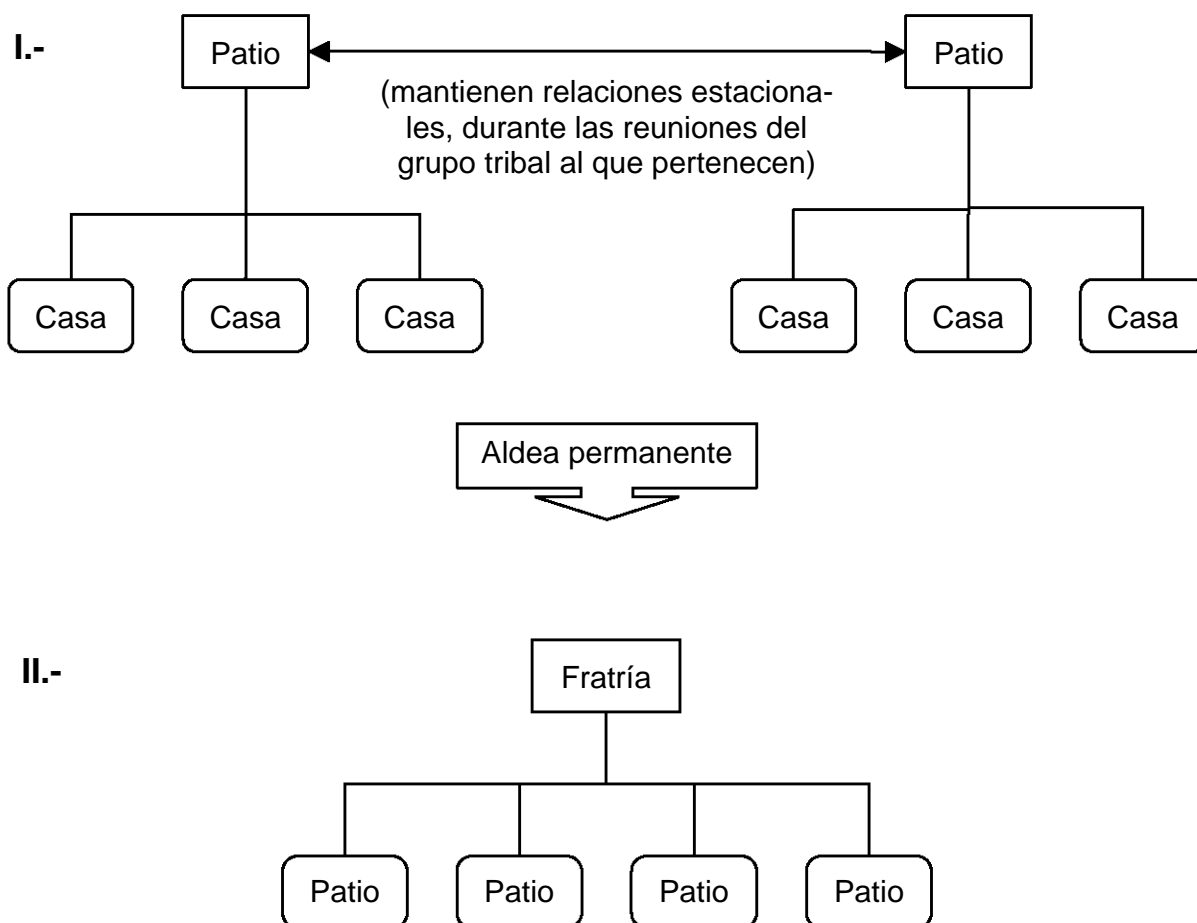 I.-
Patio
Patio
(mantienen relaciones estaciona-
les, durante las reuniones del
grupo tribal al que pertenecen)
Casa
Casa
Casa
Casa
Casa
Casa
Aldea permanente
II.-
Fratría
Patio
Patio
Patio
Patio